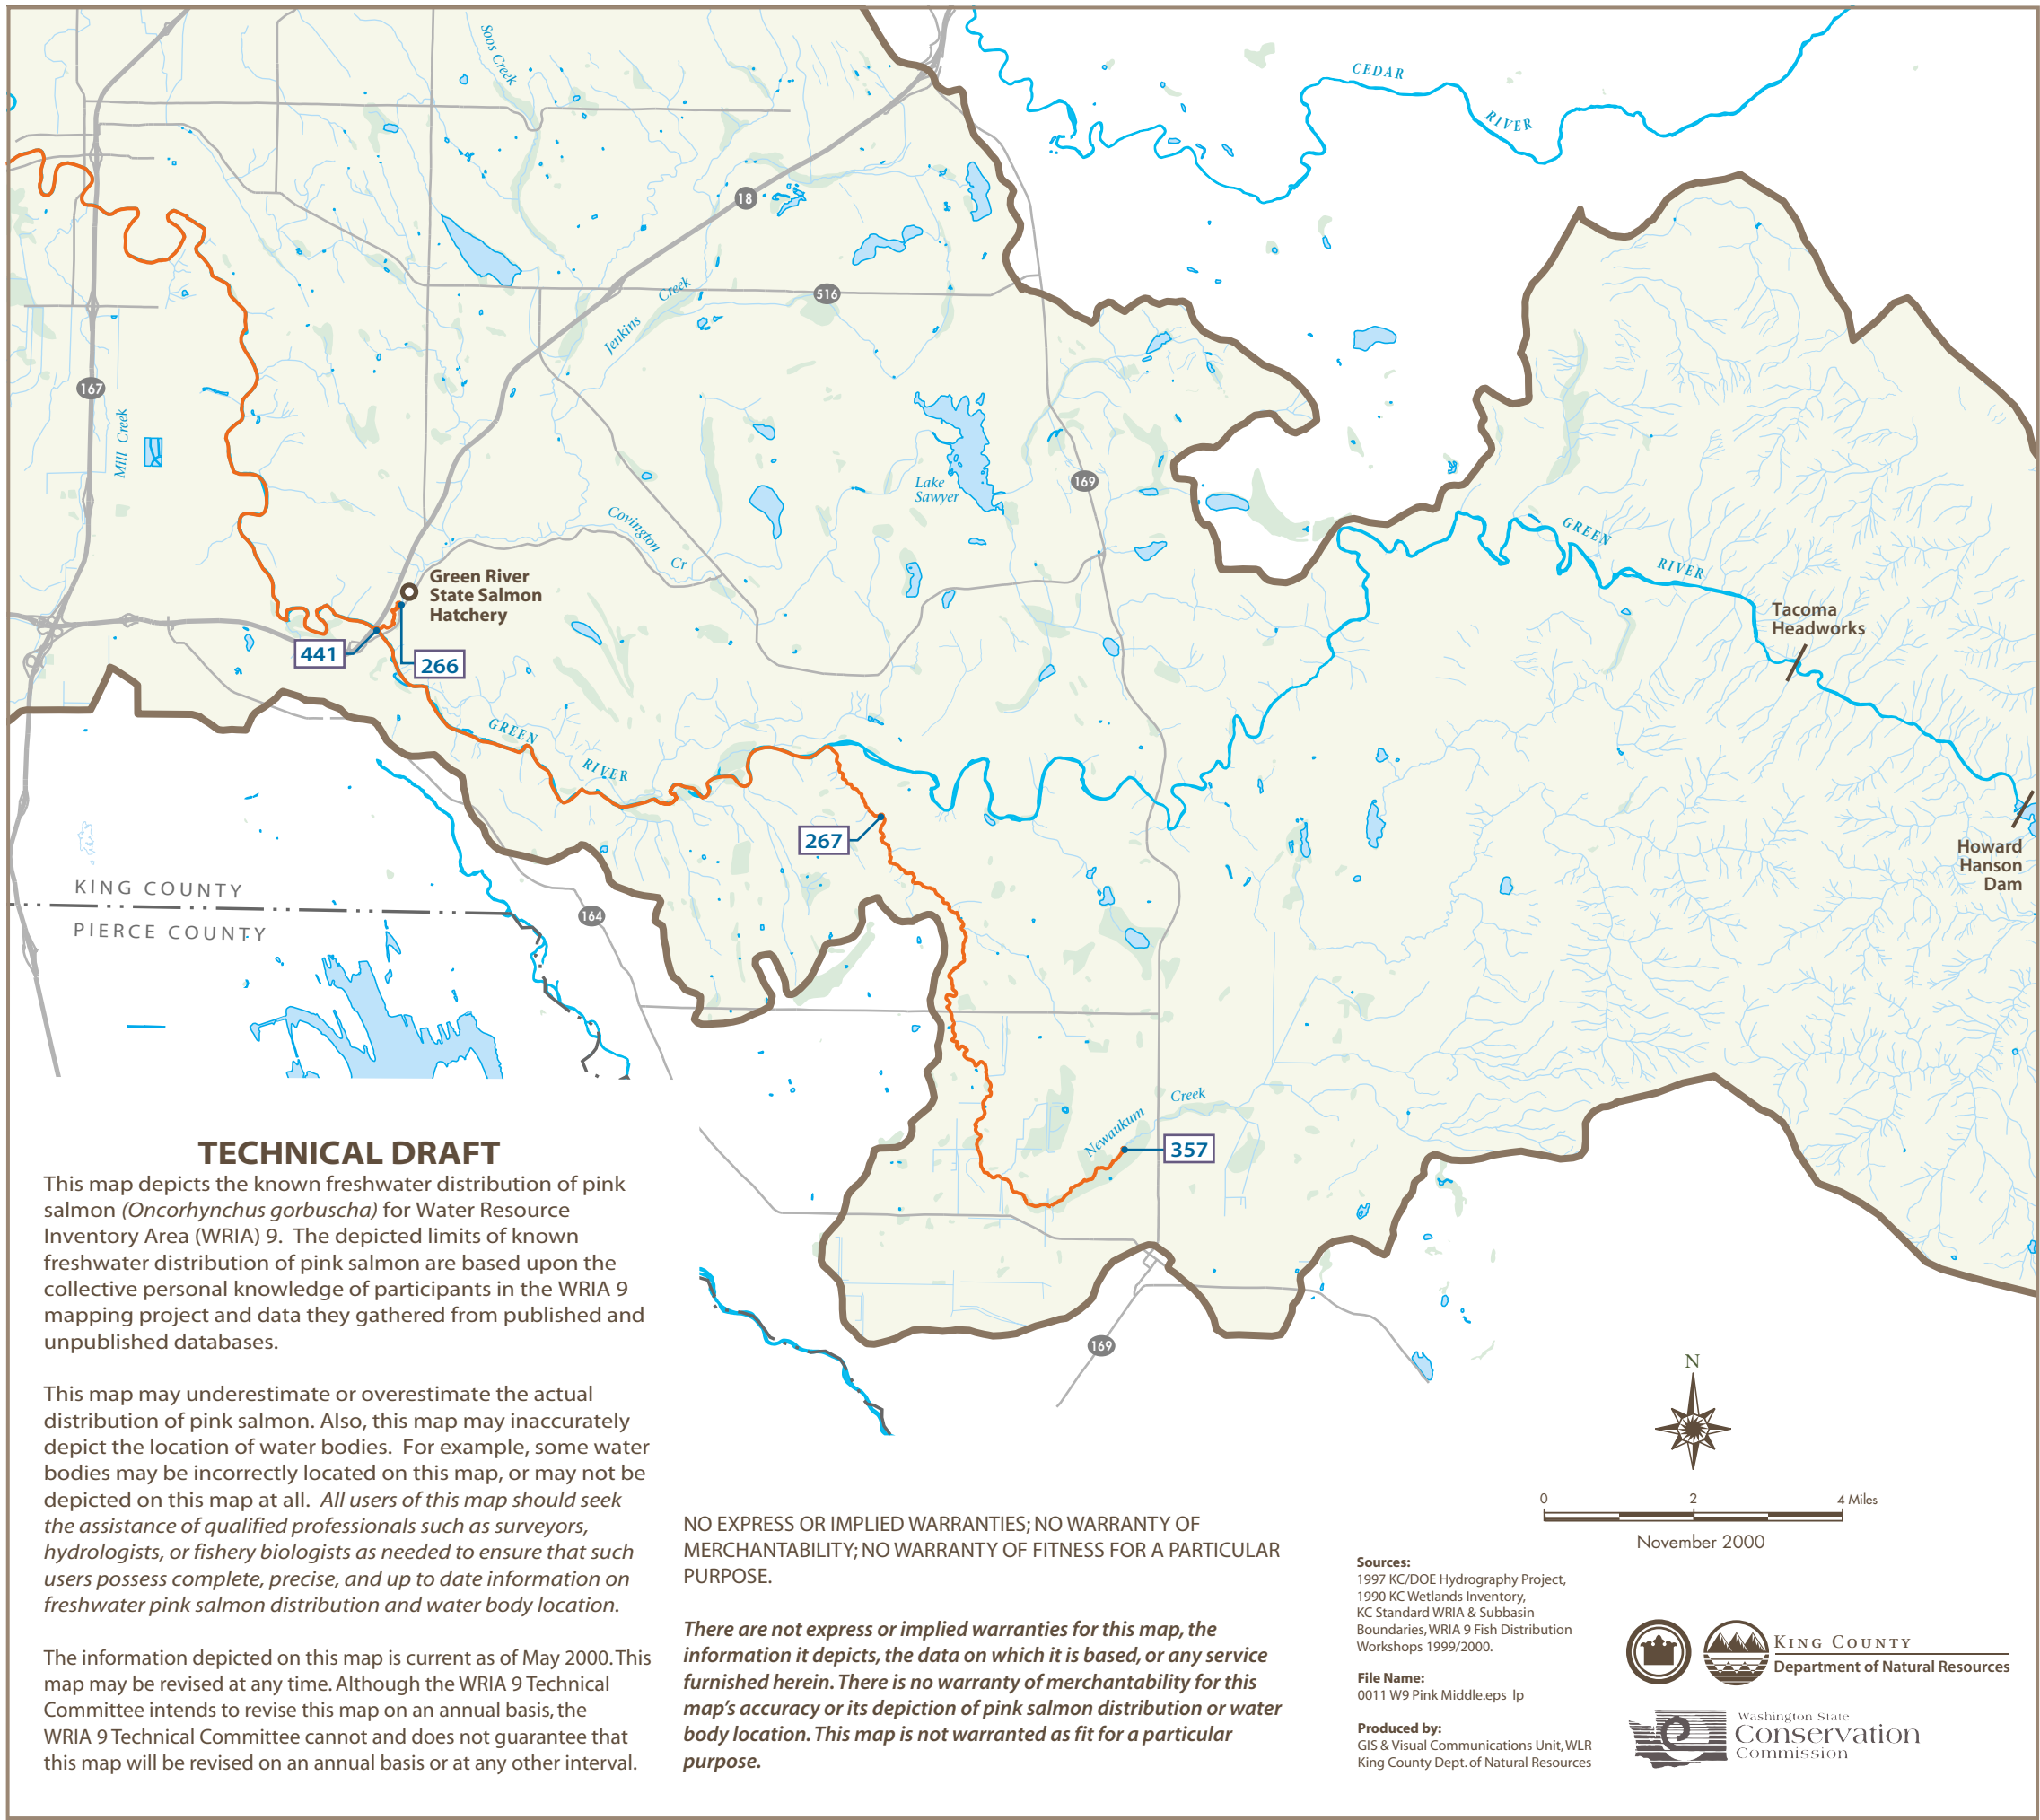 Soos Creek
CEDAR
RIVER
18
Jenkins Creek
516
167
Mill Creek
Lake
Sawyer
169
Covington Cr
GREEN
RIVER
Green River
State Salmon
Hatchery
Tacoma
Headworks
441
266
GREEN
RIVER
267
Howard
Hanson
Dam
KING COUNTY
PIERCE COUNTY
164
Newaukum Creek
357
169
TECHNICAL DRAFT
This map depicts the known freshwater distribution of pink
salmon (Oncorhynchus gorbuscha) for Water Resource
Inventory Area (WRIA) 9. The depicted limits of known
freshwater distribution of pink salmon are based upon the
collective personal knowledge of participants in the WRIA 9
mapping project and data they gathered from published and
unpublished databases.
This map may underestimate or overestimate the actual
distribution of pink salmon. Also, this map may inaccurately
depict the location of water bodies. For example, some water
bodies may be incorrectly located on this map, or may not be
depicted on this map at all. All users of this map should seek
the assistance of qualified professionals such as surveyors,
hydrologists, or fishery biologists as needed to ensure that such
users possess complete, precise, and up to date information on
freshwater pink salmon distribution and water body location.
The information depicted on this map is current as of May 2000. This
map may be revised at any time. Although the WRIA 9 Technical
Committee intends to revise this map on an annual basis, the
WRIA 9 Technical Committee cannot and does not guarantee that
this map will be revised on an annual basis or at any other interval.
NO EXPRESS OR IMPLIED WARRANTIES; NO WARRANTY OF
MERCHANTABILITY; NO WARRANTY OF FITNESS FOR A PARTICULAR
PURPOSE.
There are not express or implied warranties for this map, the
information it depicts, the data on which it is based, or any service
furnished herein. There is no warranty of merchantability for this
map's accuracy or its depiction of pink salmon distribution or water
body location. This map is not warranted as fit for a particular
purpose.
N
0 2 4 Miles
November 2000
Sources:
1997 KC/DOE Hydrography Project,
1990 KC Wetlands Inventory,
KC Standard WRIA & Subbasin
Boundaries, WRIA 9 Fish Distribution
Workshops 1999/2000.
File Name:
0011 W9 Pink Middle.eps lp
Produced by:
GIS & Visual Communications Unit, WLR
King County Dept. of Natural Resources
KING COUNTY
Department of Natural Resources
Washington State
Conservation
Commission